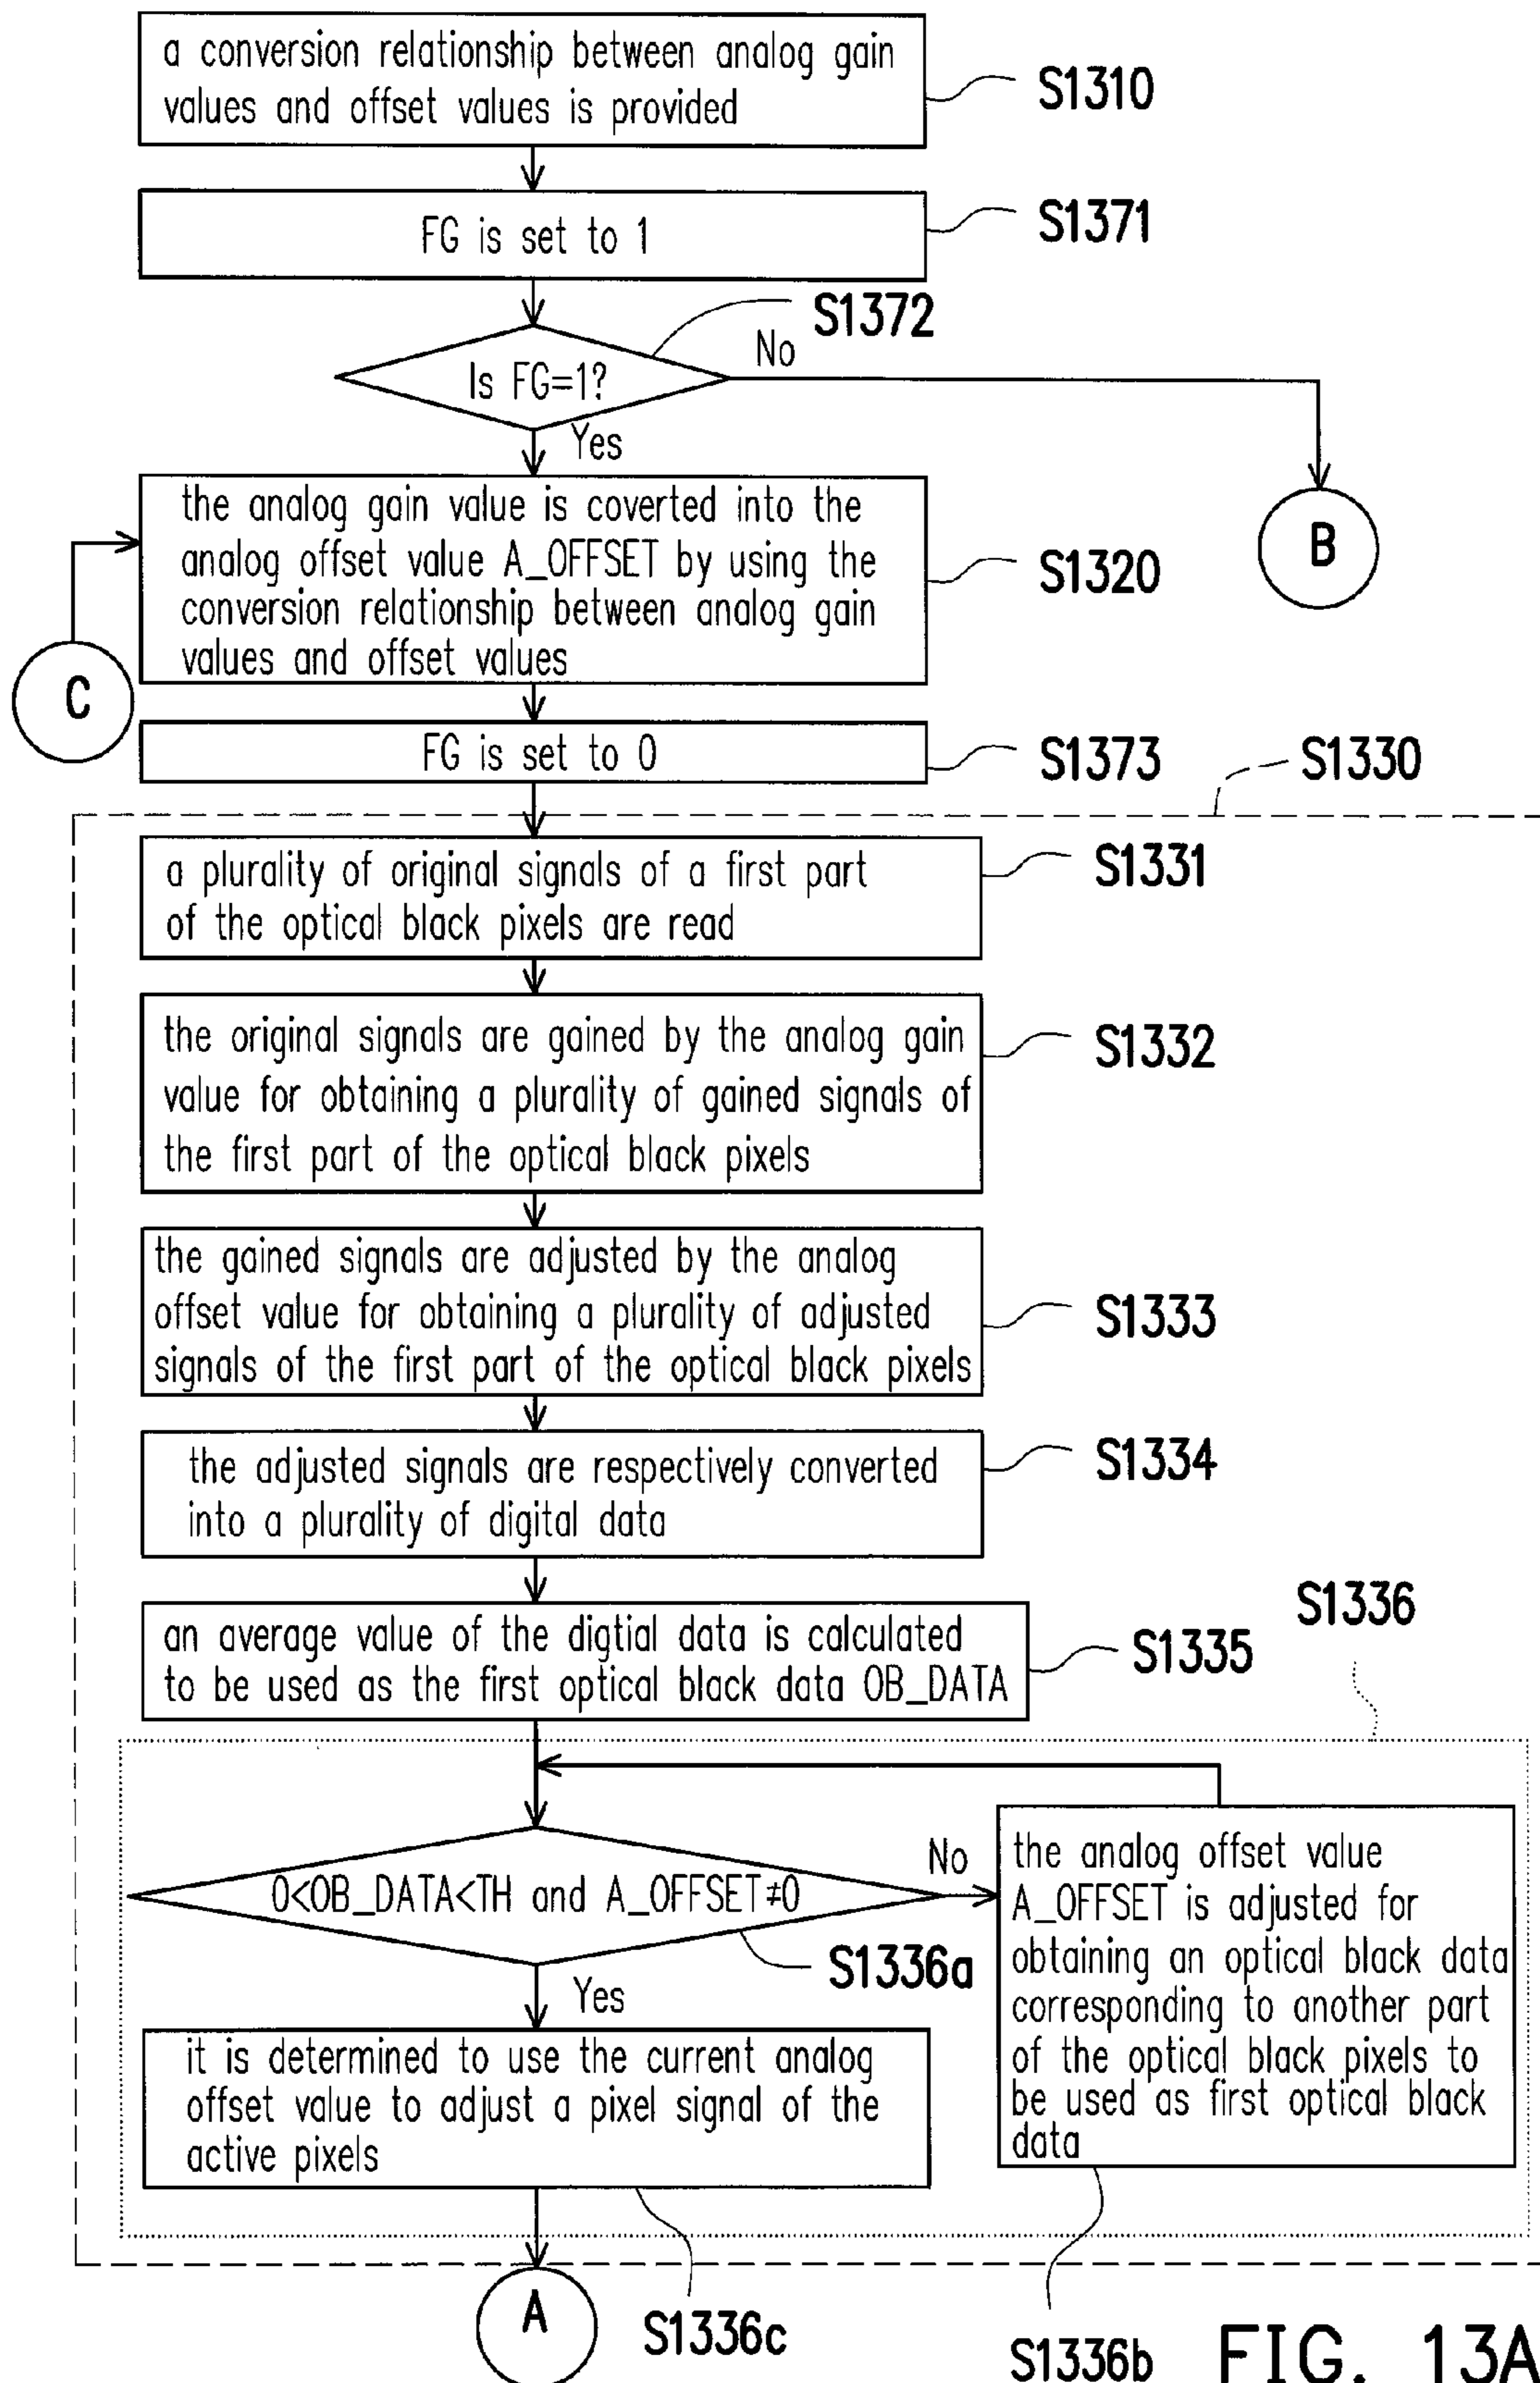 a conversion relationship between analog gain
values and offset values is provided
S1310
FG is set to 1
S1371
S1372
Is FG=1?
No
Yes
B
the analog gain value is coverted into the
analog offset value A_OFFSET by using the
conversion relationship between analog gain
values and offset values
S1320
C
FG is set to 0
S1373
S1330
a plurality of original signals of a first part
of the optical black pixels are read
S1331
the original signals are gained by the analog gain
value for obtaining a plurality of gained signals of
the first part of the optical black pixels
S1332
the gained signals are adjusted by the analog
offset value for obtaining a plurality of adjusted
signals of the first part of the optical black pixels
S1333
the adjusted signals are respectively converted
into a plurality of digital data
S1334
an average value of the digtial data is calculated
to be used as the first optical black data OB_DATA
S1335
S1336
0<OB_DATA<TH and A_OFFSET≠0
No
S1336a
Yes
the analog offset value
A_OFFSET is adjusted for
obtaining an optical black data
corresponding to another part
of the optical black pixels to
be used as first optical black
data
it is determined to use the current analog
offset value to adjust a pixel signal of the
active pixels
A
S1336c
S1336b
FIG. 13A